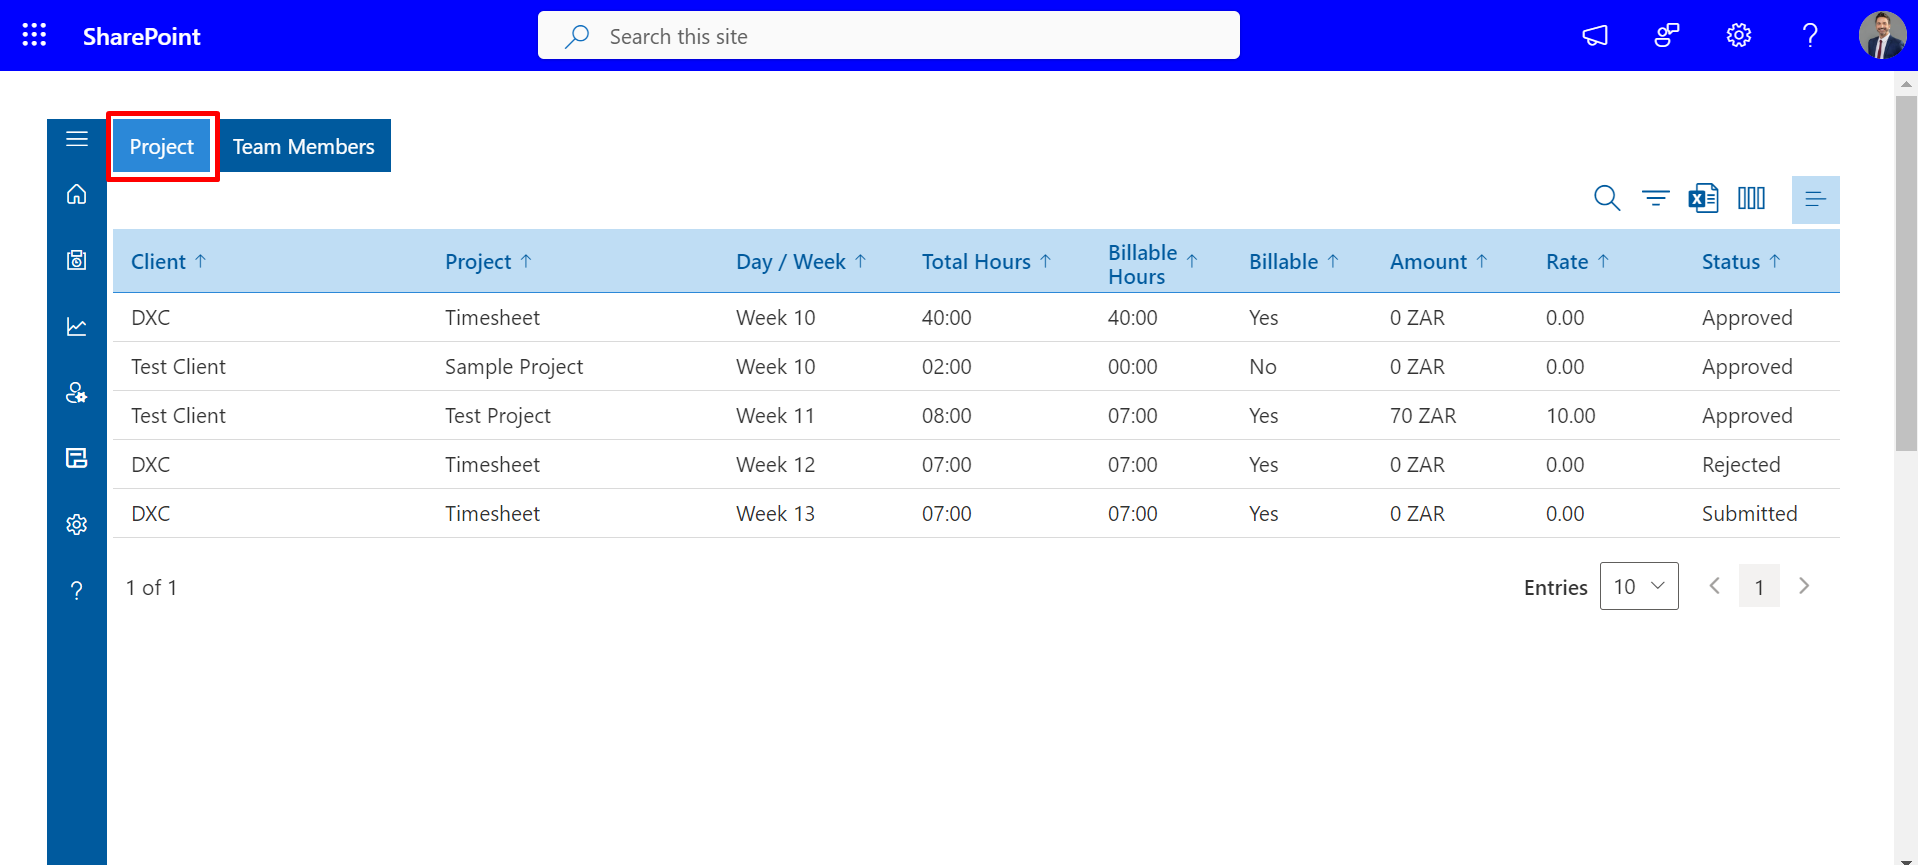 SharePoint
Search this site
Project
Team Members
Client ↑ Project ↑ Day / Week ↑ Total Hours ↑ Billable Hours ↑ Billable ↑ Amount ↑ Rate ↑ Status ↑
DXC Timesheet Week 10 40:00 40:00 Yes 0 ZAR 0.00 Approved
Test Client Sample Project Week 10 02:00 00:00 No 0 ZAR 0.00 Approved
Test Client Test Project Week 11 08:00 07:00 Yes 70 ZAR 10.00 Approved
DXC Timesheet Week 12 07:00 07:00 Yes 0 ZAR 0.00 Rejected
DXC Timesheet Week 13 07:00 07:00 Yes 0 ZAR 0.00 Submitted
1 of 1
Entries 10 1